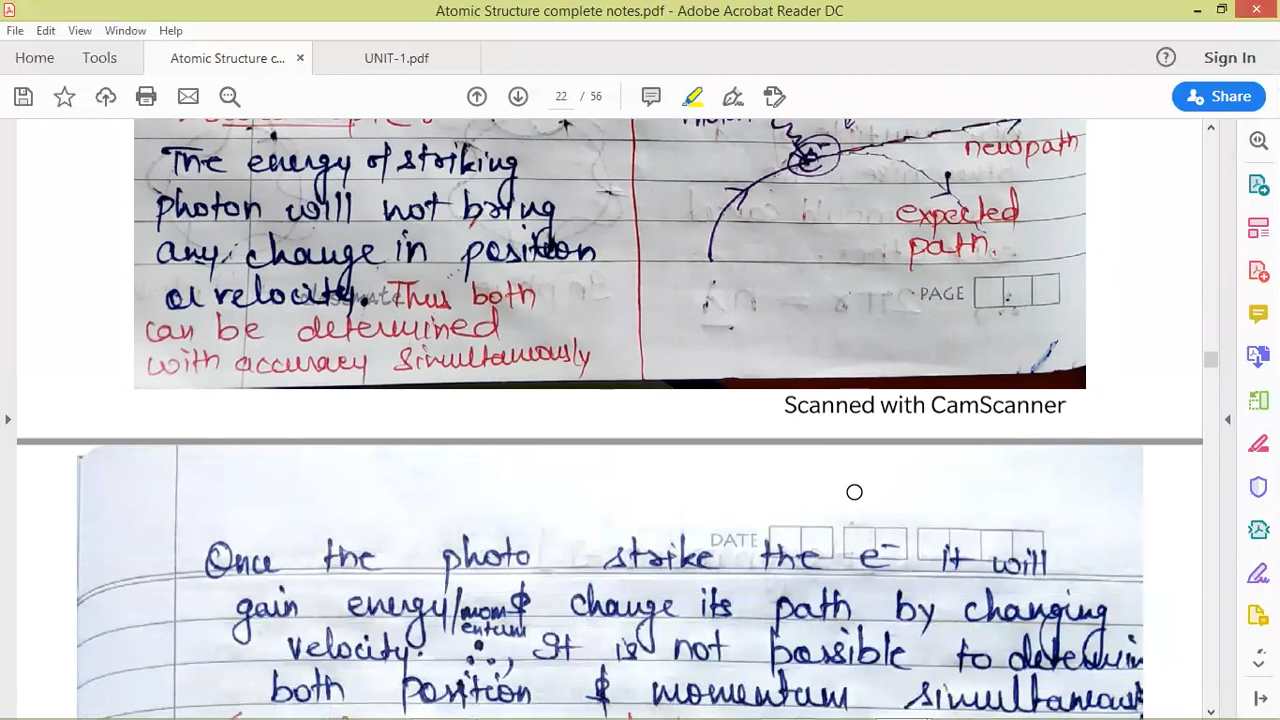 Atomic Structure complete notes.pdf - Adobe Acrobat Reader DC
File Edit View Window Help
Home Tools Atomic Structure c... × UNIT-1.pdf Sign In
22 / 56 Share
The energy of striking
photon will not bring
any change in position
or velocity. Thus both
can be determined
with accuracy simultaneously
new path
expected
path.
PAGE
Scanned with CamScanner
DATE
Once the photo strike the e⁻ it will
gain energy/momentum & change its path by changing
velocity. ∴, It is not possible to determin
both position & momentum simultaneous